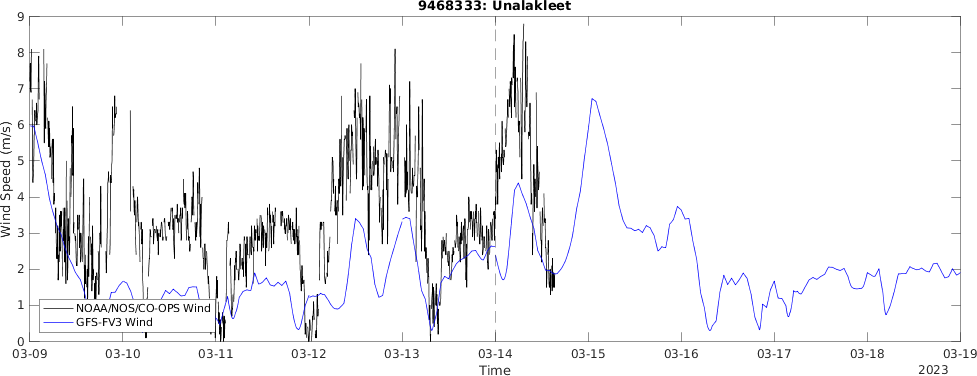 9468333: Unalakleet
Wind Speed (m/s)
9
8
7
6
5
4
3
2
1
0
NOAA/NOS/CO-OPS Wind
GFS-FV3 Wind
03-09 03-10 03-11 03-12 03-13 03-14 03-15 03-16 03-17 03-18 03-19
Time
2023